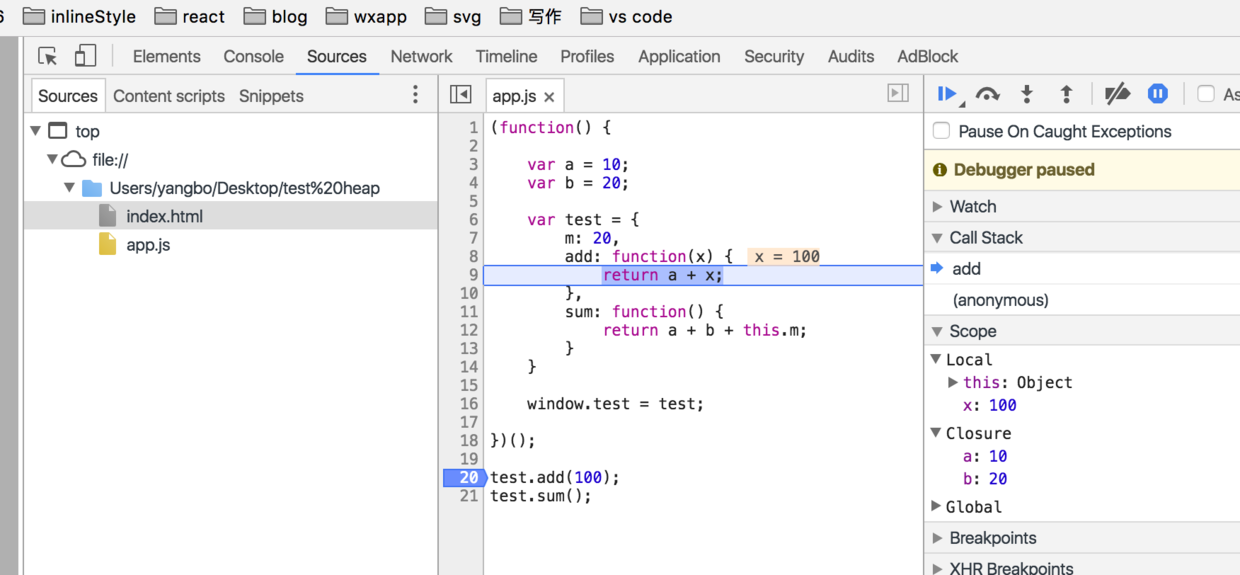 6 inlineStyle react blog wxapp svg 写作 vs code
Elements Console Sources Network Timeline Profiles Application Security Audits AdBlock
Sources Content scripts Snippets
top
file://
Users/yangbo/Desktop/test%20heap
index.html
app.js
app.js ×
1 (function() {
2
3 var a = 10;
4 var b = 20;
5
6 var test = {
7 m: 20,
8 add: function(x) { x = 100
9 return a + x;
10 },
11 sum: function() {
12 return a + b + this.m;
13 }
14 }
15
16 window.test = test;
17
18 })();
19
20 test.add(100);
21 test.sum();
As
Pause On Caught Exceptions
Debugger paused
Watch
Call Stack
add
(anonymous)
Scope
Local
this: Object
x: 100
Closure
a: 10
b: 20
Global
Breakpoints
XHR Breakpoints